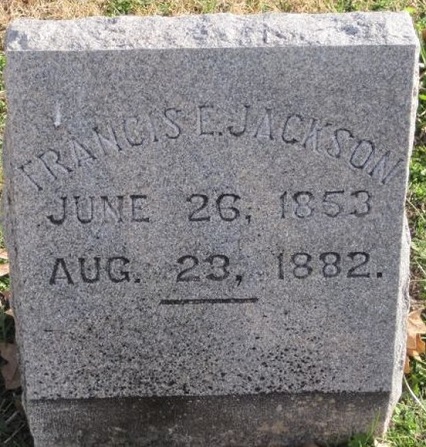 FRANCIS E. JACKSON
JUNE 26, 1853
AUG. 23, 1882.